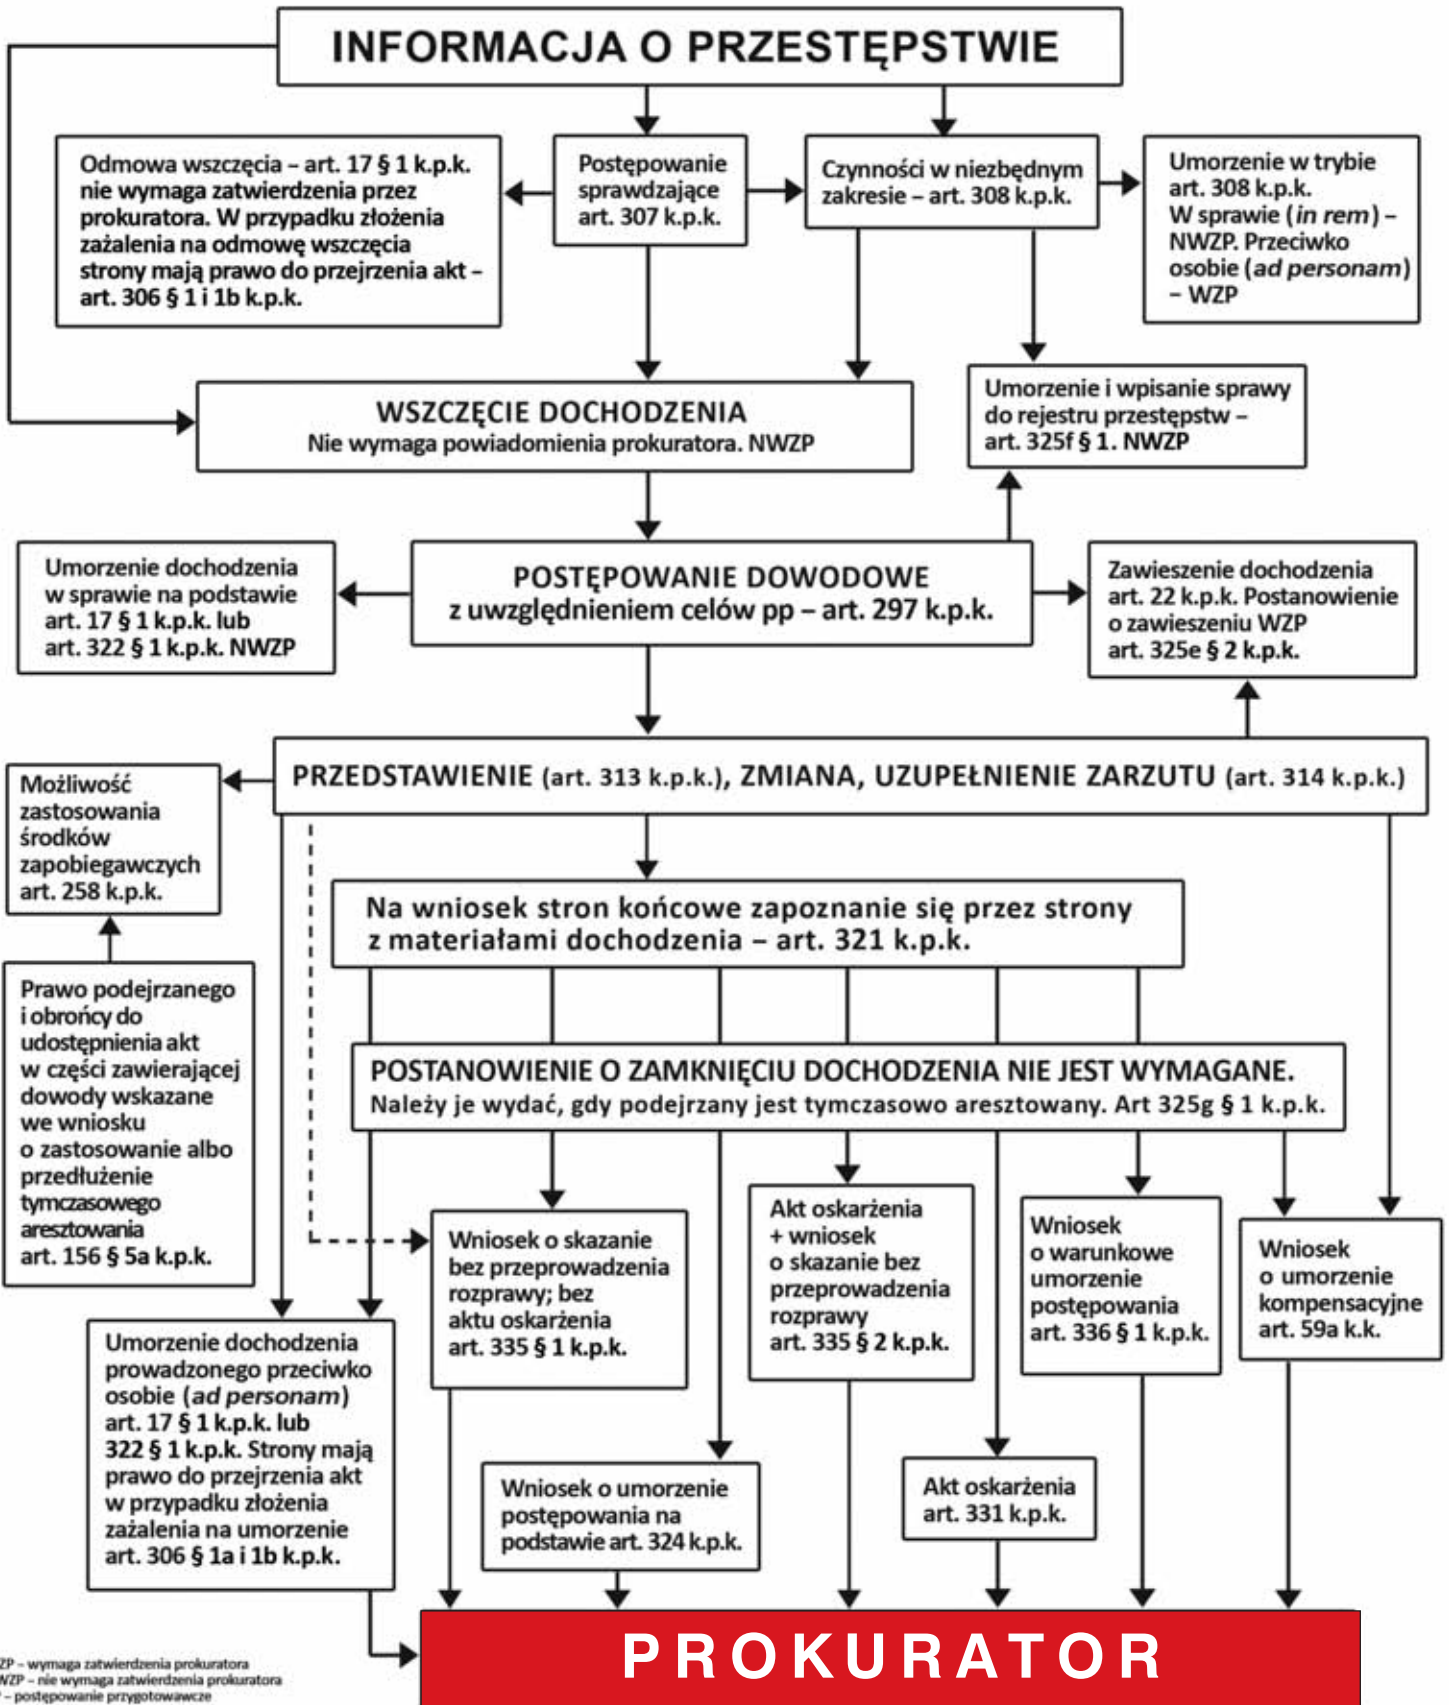 INFORMACJA O PRZESTĘPSTWIE
Odmowa wszczęcia – art. 17 § 1 k.p.k.
nie wymaga zatwierdzenia przez
prokuratora. W przypadku złożenia
zażalenia na odmowę wszczęcia
strony mają prawo do przejrzenia akt –
art. 306 § 1 i 1b k.p.k.
Postępowanie
sprawdzające
art. 307 k.p.k.
Czynności w niezbędnym
zakresie – art. 308 k.p.k.
Umorzenie w trybie
art. 308 k.p.k.
W sprawie (in rem) –
NWZP. Przeciwko
osobie (ad personam)
– WZP
WSZCZĘCIE DOCHODZENIA
Nie wymaga powiadomienia prokuratora. NWZP
Umorzenie i wpisanie sprawy
do rejestru przestępstw –
art. 325f § 1. NWZP
Umorzenie dochodzenia
w sprawie na podstawie
art. 17 § 1 k.p.k. lub
art. 322 § 1 k.p.k. NWZP
POSTĘPOWANIE DOWODOWE
z uwzględnieniem celów pp – art. 297 k.p.k.
Zawieszenie dochodzenia
art. 22 k.p.k. Postanowienie
o zawieszeniu WZP
art. 325e § 2 k.p.k.
PRZEDSTAWIENIE (art. 313 k.p.k.), ZMIANA, UZUPEŁNIENIE ZARZUTU (art. 314 k.p.k.)
Możliwość
zastosowania
środków
zapobiegawczych
art. 258 k.p.k.
Na wniosek stron końcowe zapoznanie się przez strony
z materiałami dochodzenia – art. 321 k.p.k.
Prawo podejrzanego
i obrońcy do
udostępnienia akt
w części zawierającej
dowody wskazane
we wniosku
o zastosowanie albo
przedłużenie
tymczasowego
aresztowania
art. 156 § 5a k.p.k.
POSTANOWIENIE O ZAMKNIĘCIU DOCHODZENIA NIE JEST WYMAGANE.
Należy je wydać, gdy podejrzany jest tymczasowo aresztowany. Art 325g § 1 k.p.k.
Umorzenie dochodzenia
prowadzonego przeciwko
osobie (ad personam)
art. 17 § 1 k.p.k. lub
322 § 1 k.p.k. Strony mają
prawo do przejrzenia akt
w przypadku złożenia
zażalenia na umorzenie
art. 306 § 1a i 1b k.p.k.
Wniosek o skazanie
bez przeprowadzenia
rozprawy; bez
aktu oskarżenia
art. 335 § 1 k.p.k.
Wniosek o umorzenie
postępowania na
podstawie art. 324 k.p.k.
Akt oskarżenia
+ wniosek
o skazanie bez
przeprowadzenia
rozprawy
art. 335 § 2 k.p.k.
Akt oskarżenia
art. 331 k.p.k.
Wniosek
o warunkowe
umorzenie
postępowania
art. 336 § 1 k.p.k.
Wniosek
o umorzenie
kompensacyjne
art. 59a k.k.
PROKURATOR
ZP – wymaga zatwierdzenia prokuratora
WZP – nie wymaga zatwierdzenia prokuratora
– postępowanie przygotowawcze